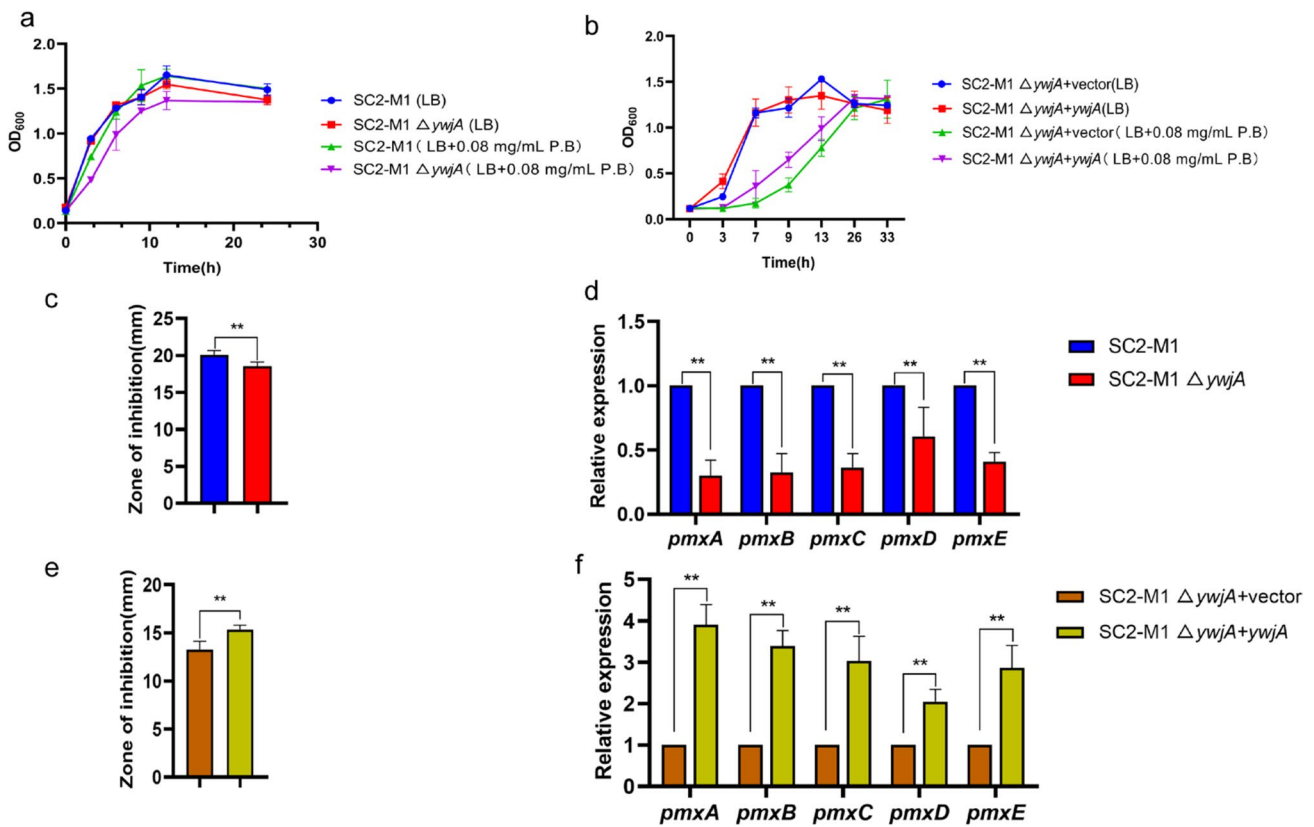 a
OD600
2.0
1.5
1.0
0.5
0.0
0
10
20
30
Time(h)
SC2-M1 (LB)
SC2-M1 △ywjA (LB)
SC2-M1( LB+0.08 mg/mL P.B)
SC2-M1 △ywjA( LB+0.08 mg/mL P.B)
b
OD600
2.0
1.5
1.0
0.5
0.0
0
3
7
9
13
26
33
Time(h)
SC2-M1 △ywjA+vector(LB)
SC2-M1 △ywjA+ywjA(LB)
SC2-M1 △ywjA+vector( LB+0.08 mg/mL P.B)
SC2-M1 △ywjA+ywjA( LB+0.08 mg/mL P.B)
c
Zone of inhibition(mm)
25
20
15
10
5
0
**
d
Relative expression
1.5
1.0
0.5
0.0
** ** ** ** **
pmxA pmxB pmxC pmxD pmxE
SC2-M1
SC2-M1 △ywjA
e
Zone of inhibition(mm)
20
15
10
5
0
**
f
Relative expression
5
4
3
2
1
0
** ** ** ** **
pmxA pmxB pmxC pmxD pmxE
SC2-M1 △ywjA+vector
SC2-M1 △ywjA+ywjA